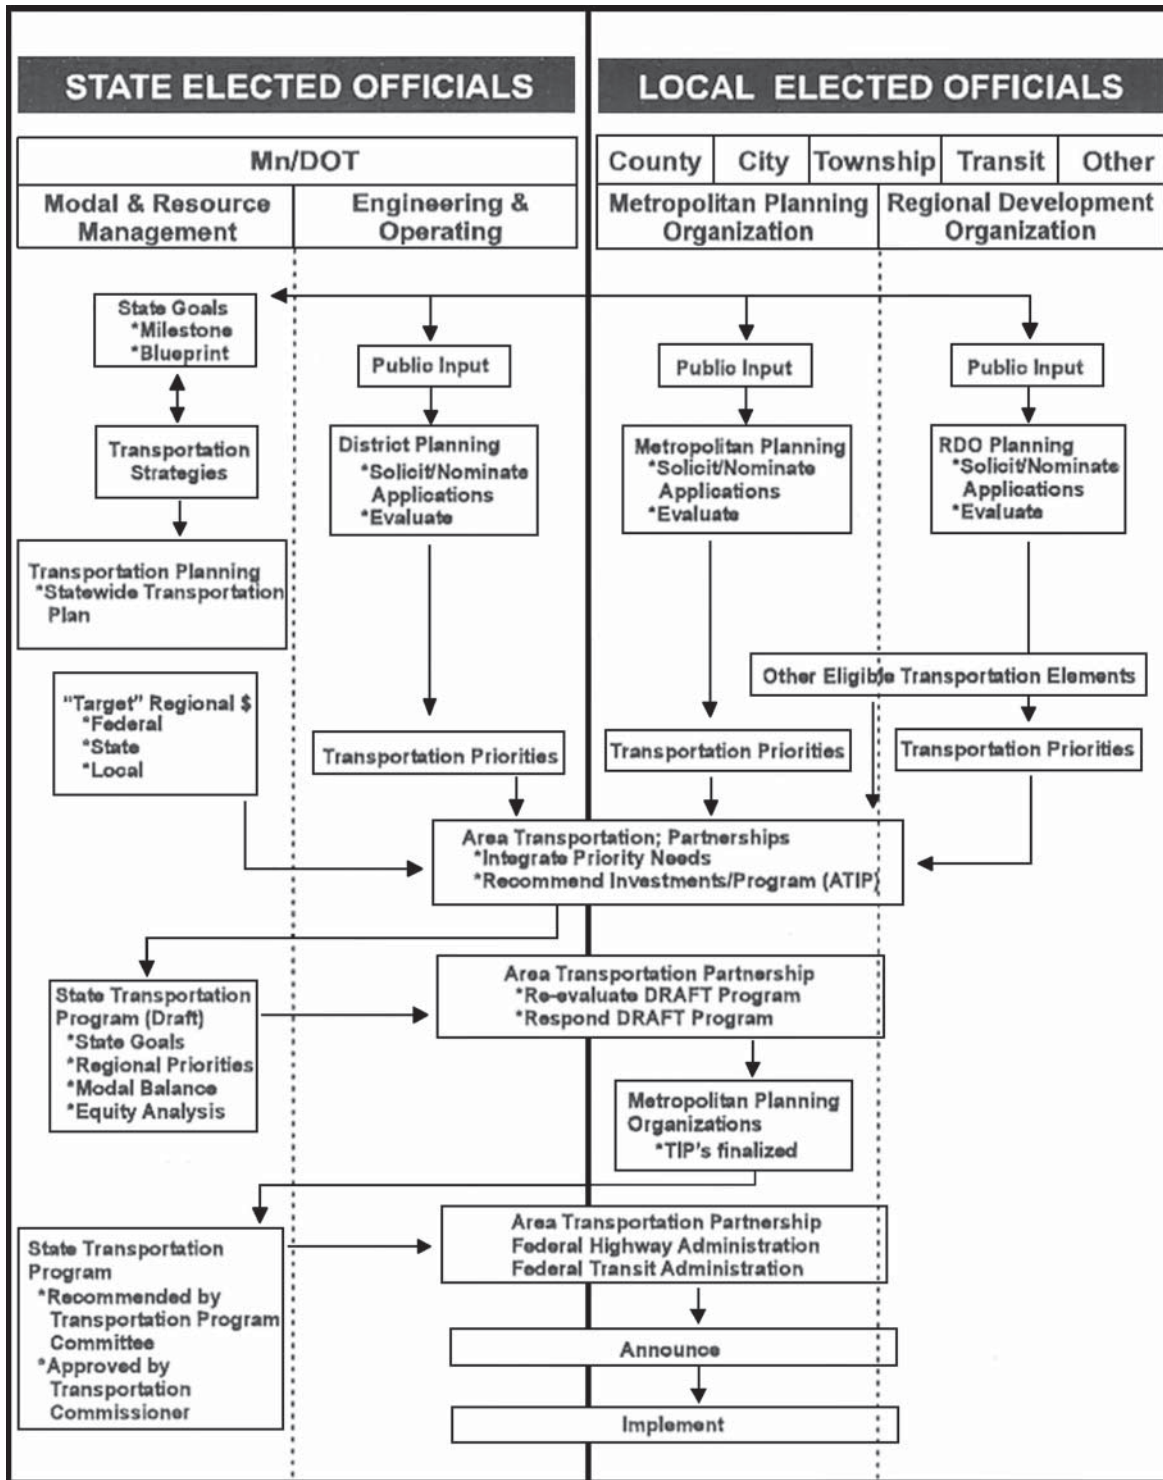 STATE ELECTED OFFICIALS
LOCAL ELECTED OFFICIALS
Mn/DOT
County
City
Township
Transit
Other
Modal & Resource
Management
Engineering &
Operating
Metropolitan Planning
Organization
Regional Development
Organization
State Goals
*Milestone
*Blueprint
Public Input
Public Input
Public Input
Transportation
Strategies
District Planning
*Solicit/Nominate
Applications
*Evaluate
Metropolitan Planning
*Solicit/Nominate
Applications
*Evaluate
RDO Planning
*Solicit/Nominate
Applications
*Evaluate
Transportation Planning
*Statewide Transportation
Plan
Other Eligible Transportation Elements
“Target” Regional $
*Federal
*State
*Local
Transportation Priorities
Transportation Priorities
Transportation Priorities
Area Transportation; Partnerships
*Integrate Priority Needs
*Recommend Investments/Program (ATIP)
State Transportation
Program (Draft)
*State Goals
*Regional Priorities
*Modal Balance
*Equity Analysis
Area Transportation Partnership
*Re-evaluate DRAFT Program
*Respond DRAFT Program
Metropolitan Planning
Organizations
*TIP's finalized
State Transportation
Program
*Recommended by
Transportation Program
Committee
*Approved by
Transportation
Commissioner
Area Transportation Partnership
Federal Highway Administration
Federal Transit Administration
Announce
Implement